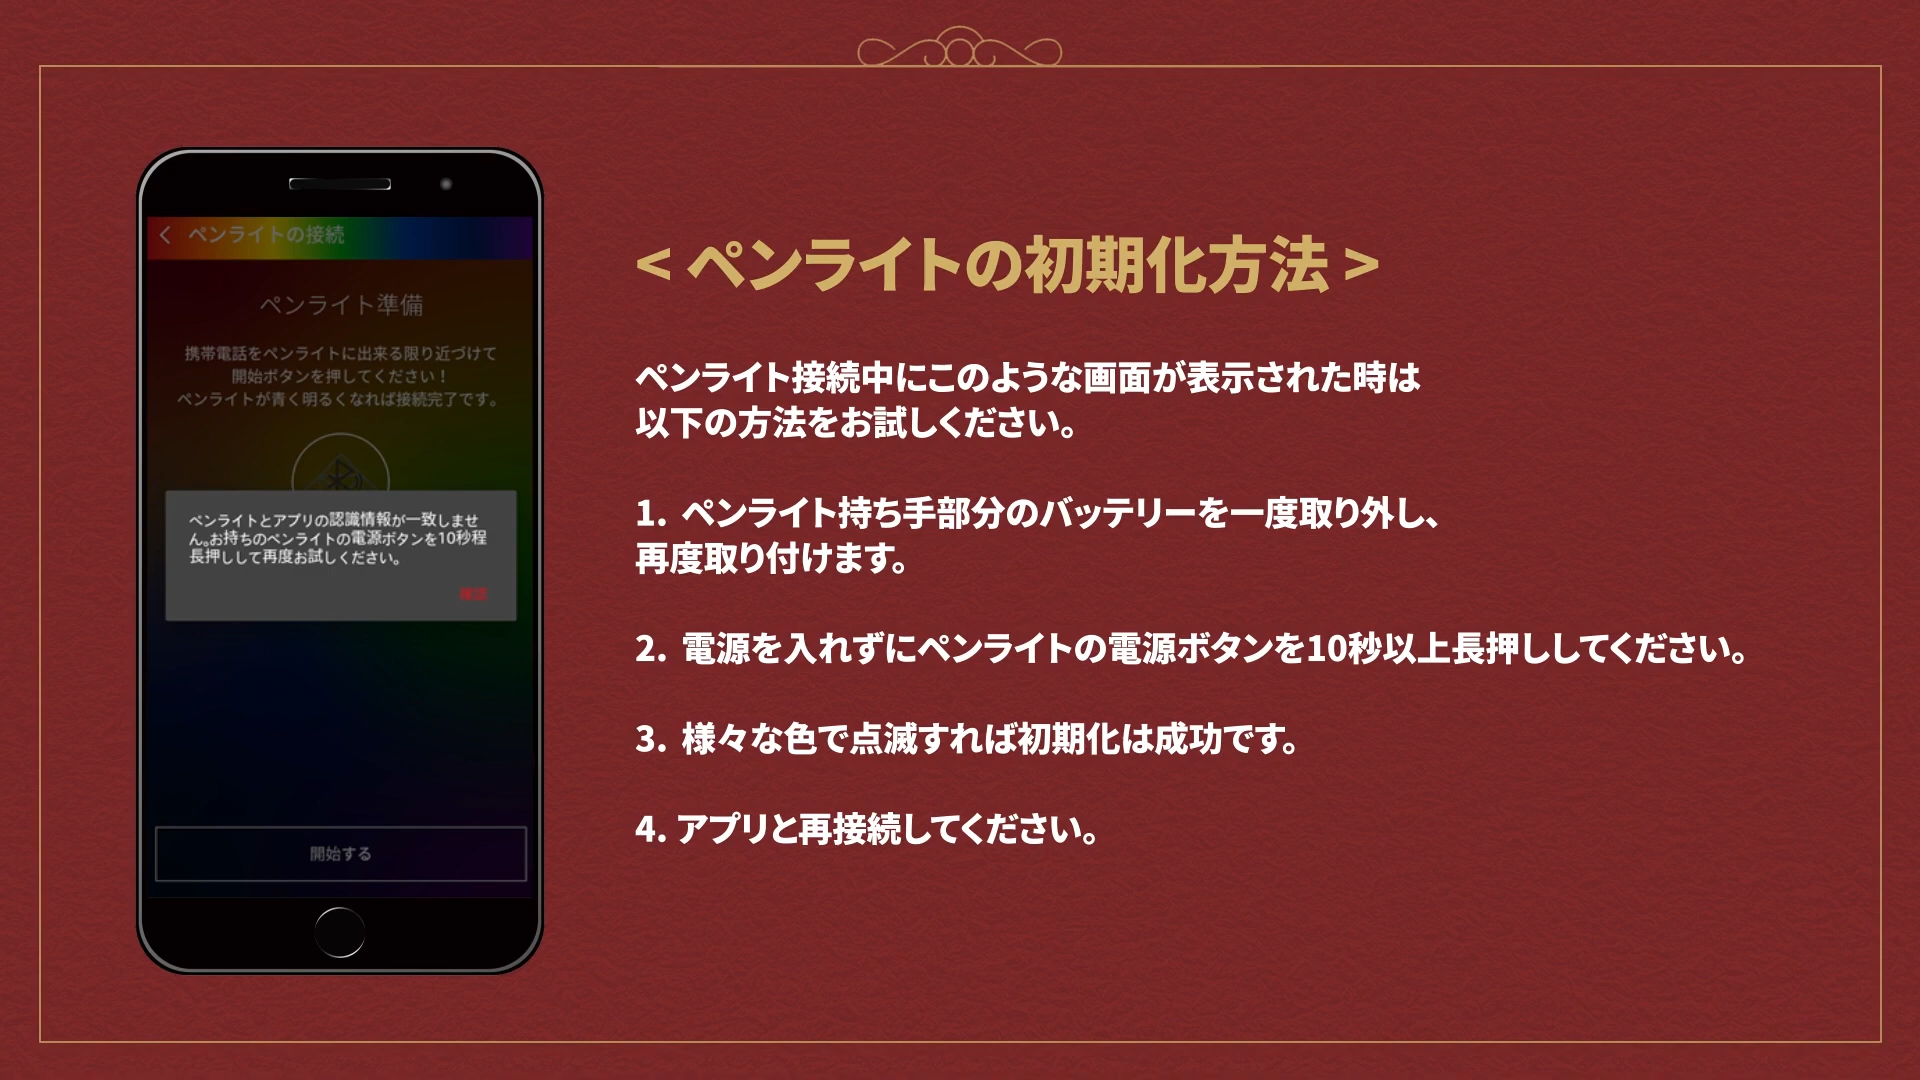 ペンライトの接続
ペンライト準備
携帯電話をペンライトに出来る限り近づけて
開始ボタンを押してください！
ペンライトが青く明るくなれば接続完了です。
ペンライトとアプリの認識情報が一致しませ
ん。お持ちのペンライトの電源ボタンを10秒程
長押しして再度お試しください。
確認
開始する
< ペンライトの初期化方法 >
ペンライト接続中にこのような画面が表示された時は
以下の方法をお試しください。
1. ペンライト持ち手部分のバッテリーを一度取り外し、
再度取り付けます。
2. 電源を入れずにペンライトの電源ボタンを10秒以上長押ししてください。
3. 様々な色で点滅すれば初期化は成功です。
4. アプリと再接続してください。